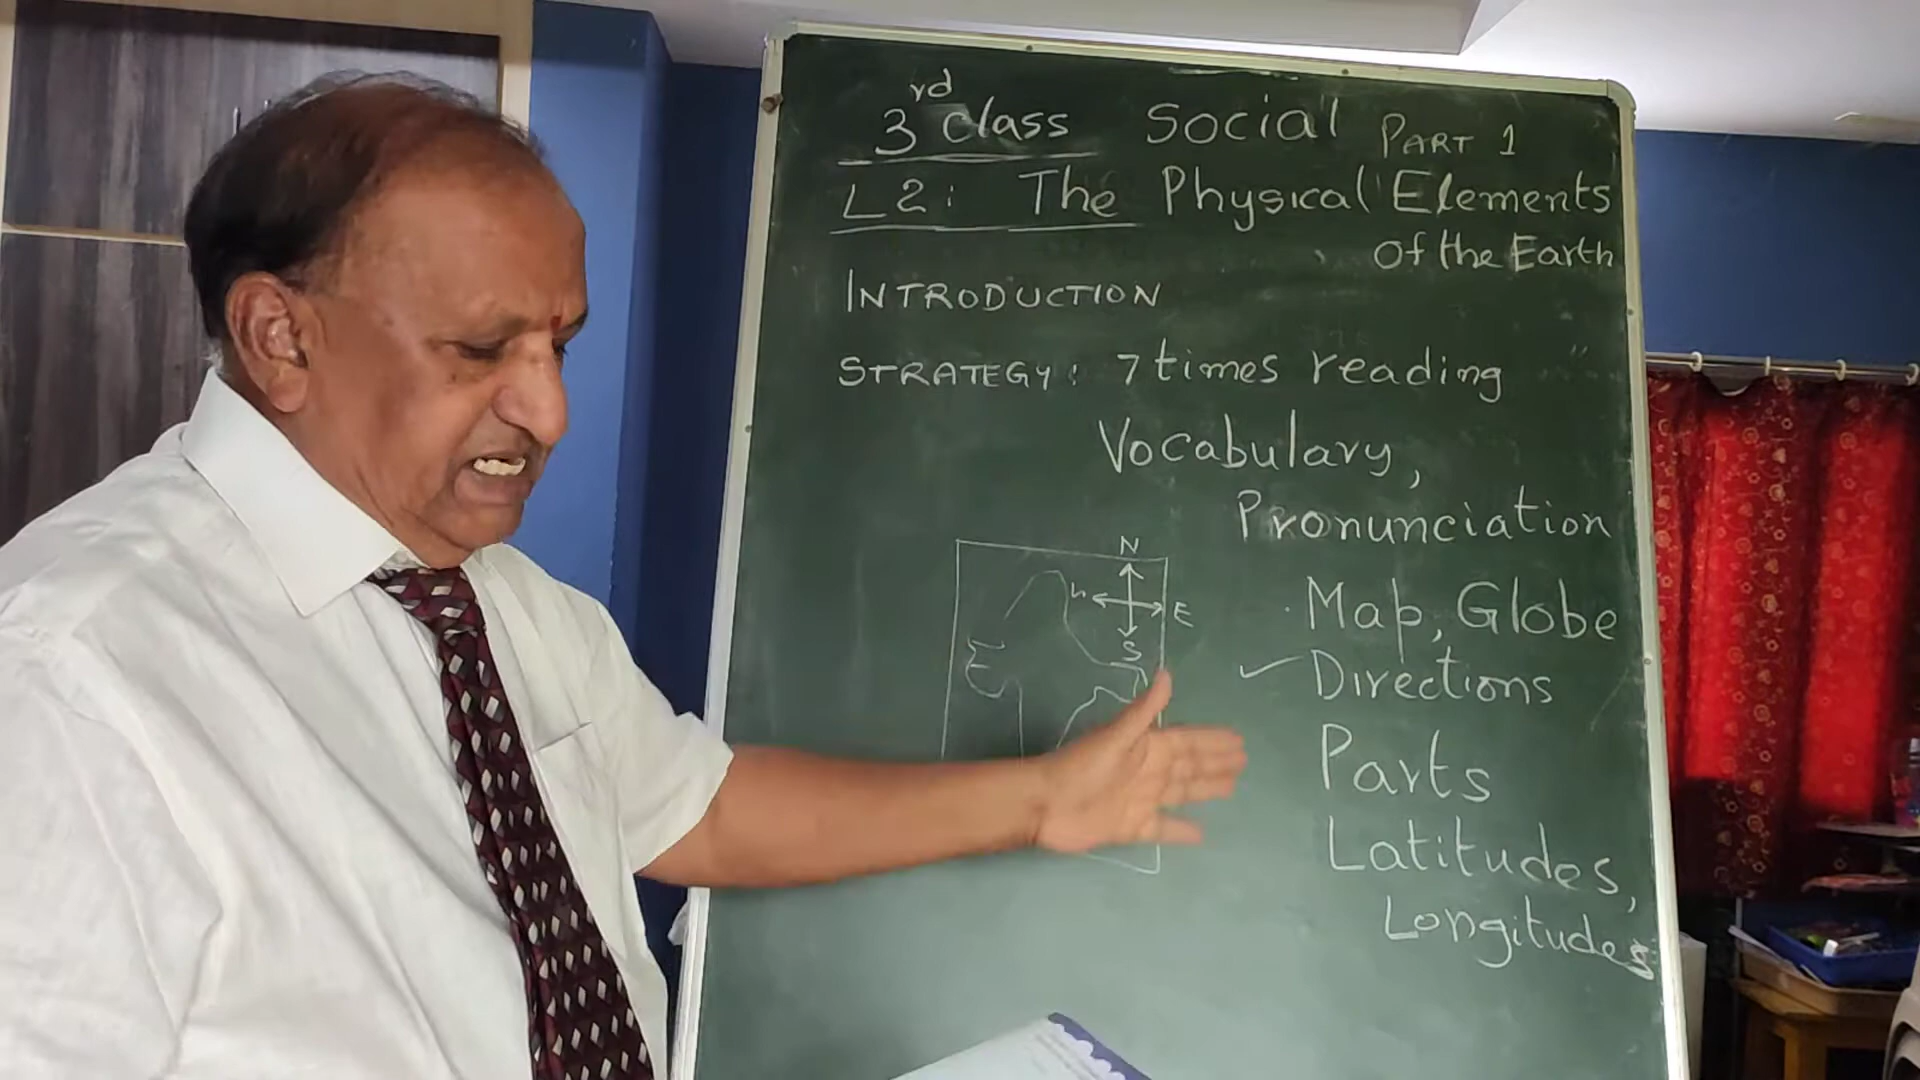 3rd class Social PART 1
L2: The Physical Elements
of the Earth
INTRODUCTION
STRATEGY: 7 times reading
Vocabulary,
Pronunciation
N
E
S
Map, Globe
Directions
Parts
Latitudes,
Longitudes